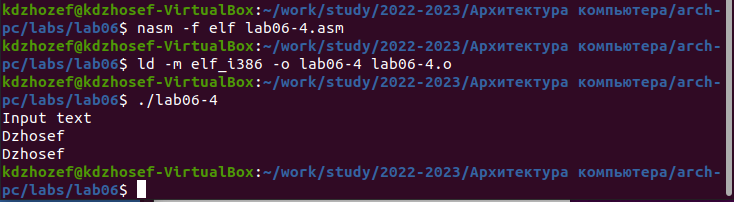 kdzhozef@kdzhosef-VirtualBox:~/work/study/2022-2023/Архитектура компьютера/arch-
pc/labs/lab06$ nasm -f elf lab06-4.asm
kdzhozef@kdzhosef-VirtualBox:~/work/study/2022-2023/Архитектура компьютера/arch-
pc/labs/lab06$ ld -m elf_i386 -o lab06-4 lab06-4.o
kdzhozef@kdzhosef-VirtualBox:~/work/study/2022-2023/Архитектура компьютера/arch-
pc/labs/lab06$ ./lab06-4
Input text
Dzhosef
Dzhosef
kdzhozef@kdzhosef-VirtualBox:~/work/study/2022-2023/Архитектура компьютера/arch-
pc/labs/lab06$